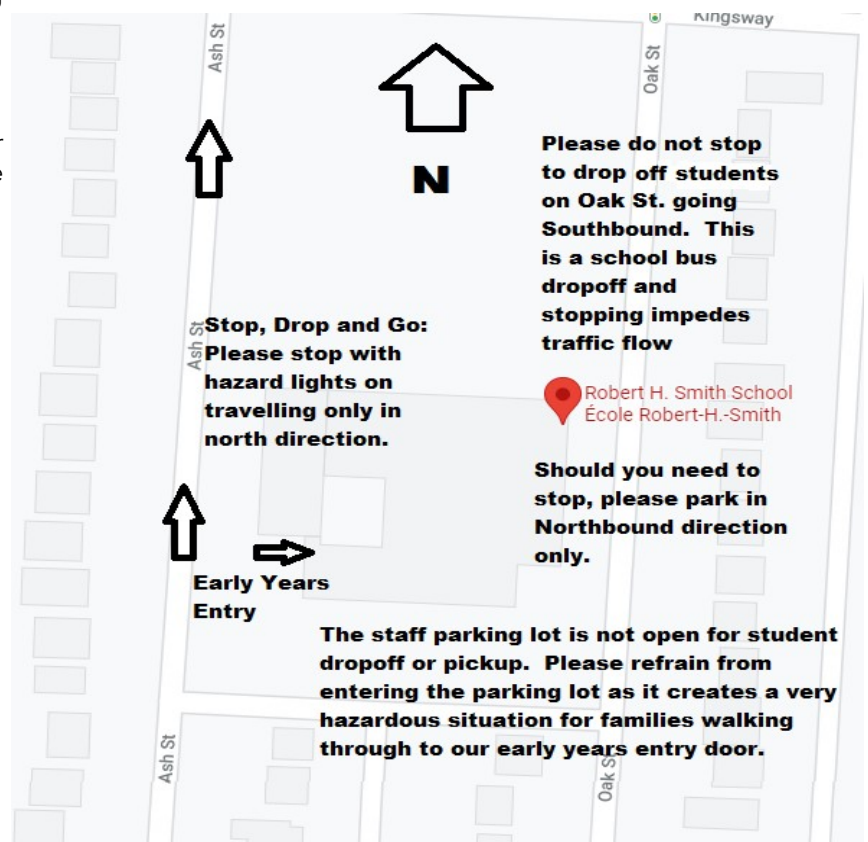 Kingsway
Ash St
Oak St
N
Please do not stop
to drop off students
on Oak St. going
Southbound. This
is a school bus
dropoff and
stopping impedes
traffic flow
Stop, Drop and Go:
Please stop with
hazard lights on
travelling only in
north direction.
Ash St
Robert H. Smith School
École Robert-H.-Smith
Should you need to
stop, please park in
Northbound direction
only.
Early Years
Entry
The staff parking lot is not open for student
dropoff or pickup. Please refrain from
entering the parking lot as it creates a very
hazardous situation for families walking
through to our early years entry door.
Ash St
Oak St